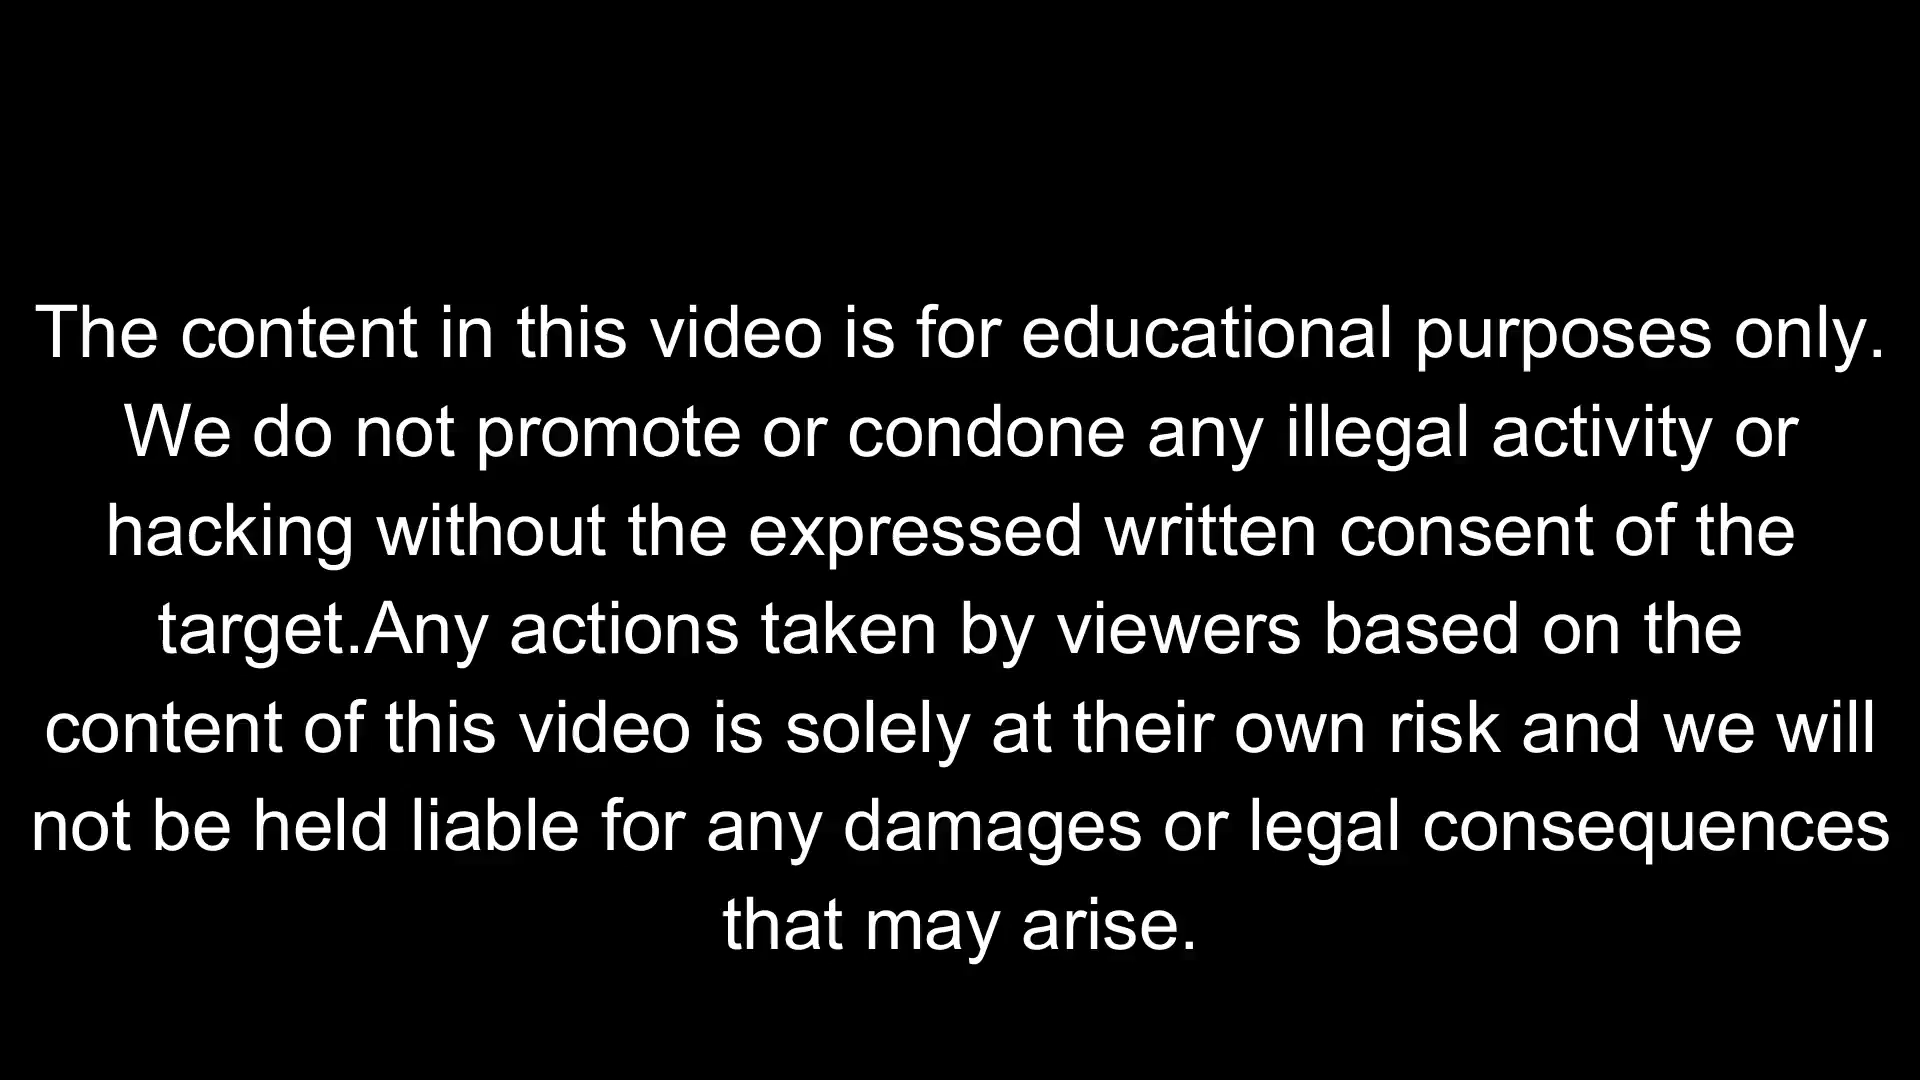 The content in this video is for educational purposes only.
We do not promote or condone any illegal activity or
hacking without the expressed written consent of the
target.Any actions taken by viewers based on the
content of this video is solely at their own risk and we will
not be held liable for any damages or legal consequences
that may arise.